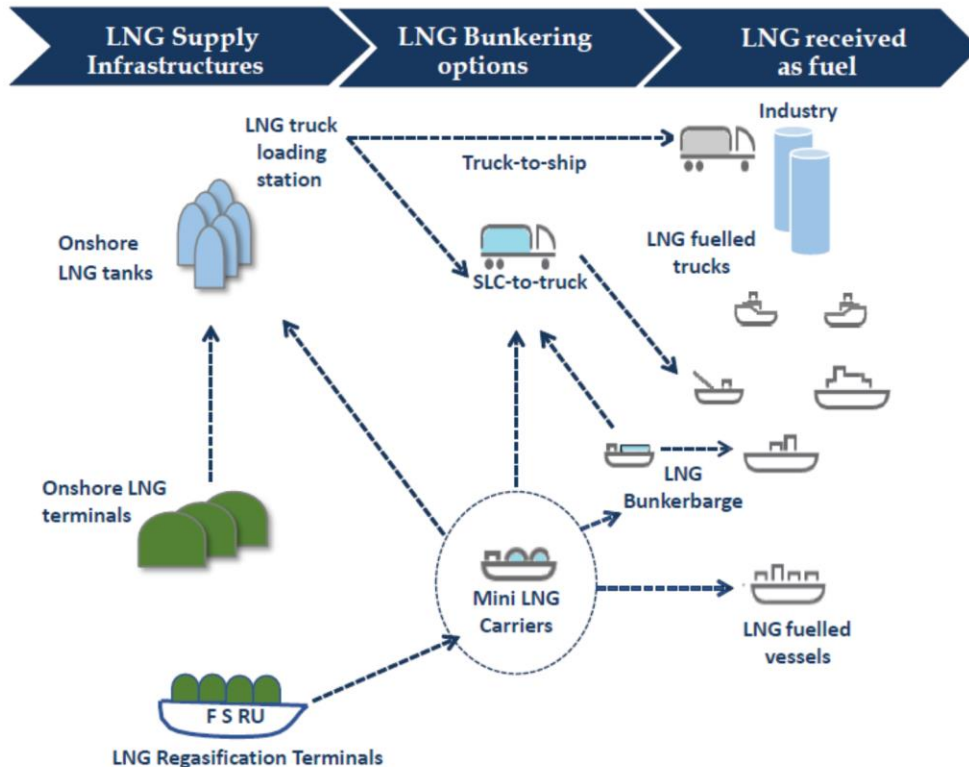 LNG Supply
Infrastructures
LNG Bunkering
options
LNG received
as fuel
LNG truck
loading
station
Truck-to-ship
Industry
Onshore
LNG tanks
SLC-to-truck
LNG fuelled
trucks
Onshore LNG
terminals
LNG
Bunkerbarge
Mini LNG
Carriers
LNG fuelled
vessels
F S RU
LNG Regasification Terminals